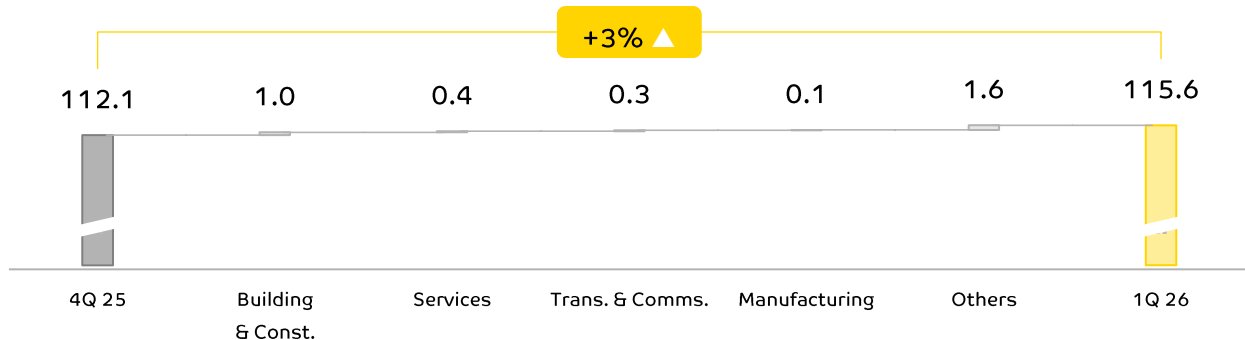 +3%
112.1 1.0 0.4 0.3 0.1 1.6 115.6
4Q 25 Building Services Trans. & Comms. Manufacturing Others 1Q 26
& Const.